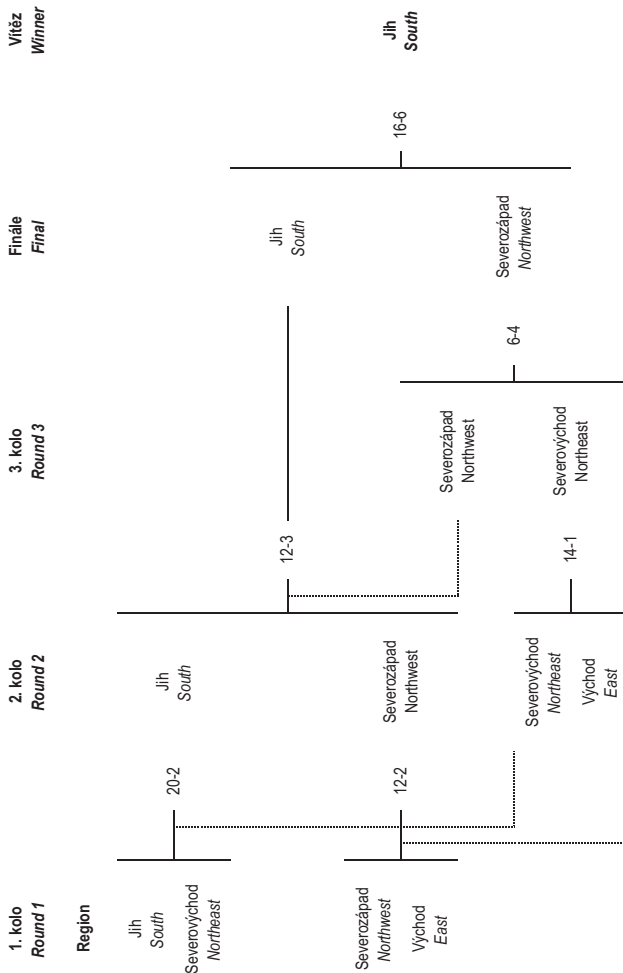 1. kolo
Round 1
2. kolo
Round 2
3. kolo
Round 3
Finále
Final
Vítěz
Winner
Region
Jih
South
Severovýchod
Northeast
20-2
Severozápad
Northwest
Východ
East
12-2
Jih
South
Severozápad
Northwest
12-3
Severovýchod
Northeast
Východ
East
14-1
Severozápad
Northwest
Severovýchod
Northeast
6-4
Jih
South
Severozápad
Northwest
16-6
Jih
South